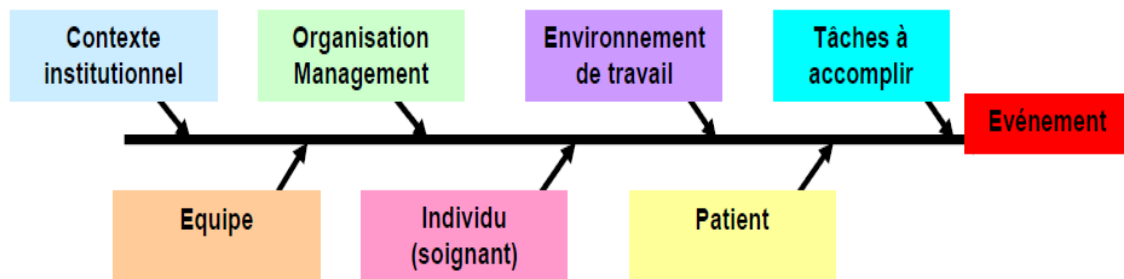 Contexte
institutionnel
Organisation
Management
Environnement
de travail
Tâches à
accomplir
Evénement
Equipe
Individu
(soignant)
Patient